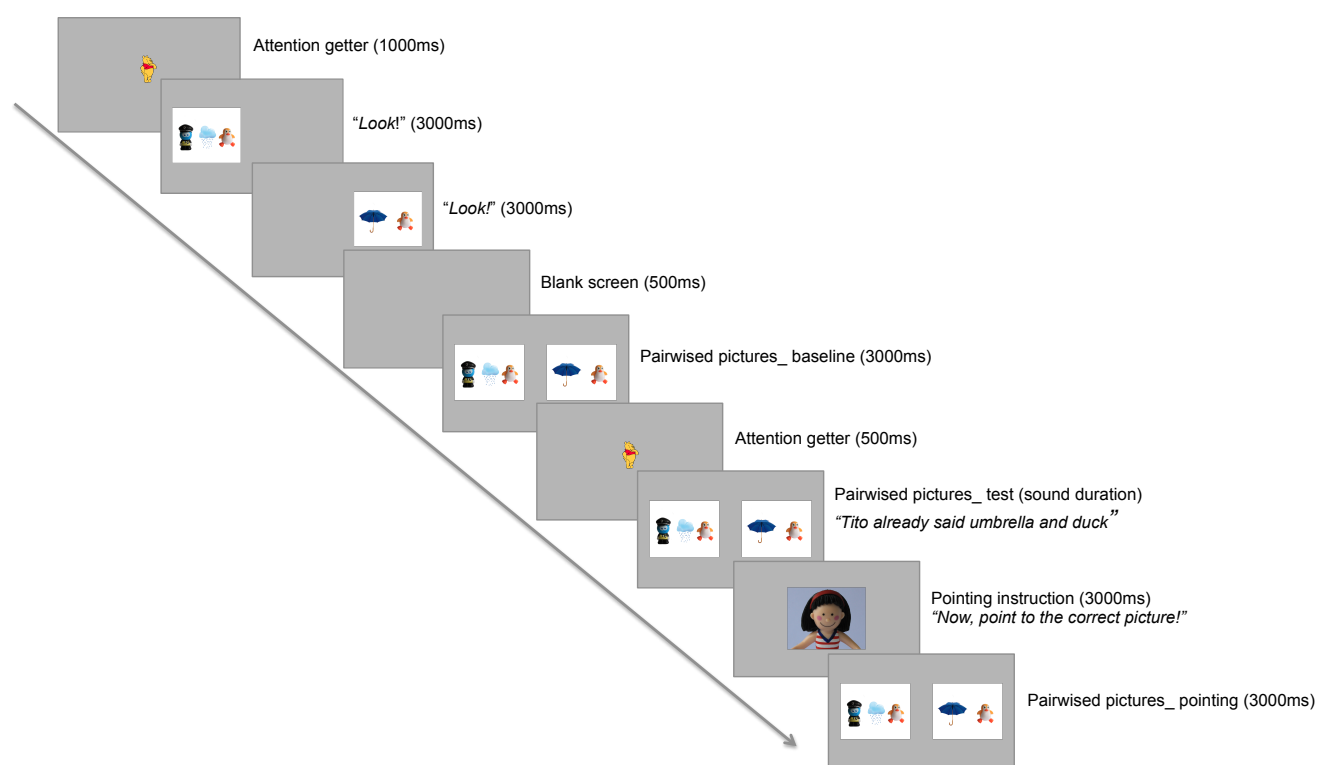 Attention getter (1000ms)
“Look!” (3000ms)
“Look!” (3000ms)
Blank screen (500ms)
Pairwised pictures_ baseline (3000ms)
Attention getter (500ms)
Pairwised pictures_ test (sound duration)
“Tito already said umbrella and duck”
Pointing instruction (3000ms)
“Now, point to the correct picture!”
Pairwised pictures_ pointing (3000ms)